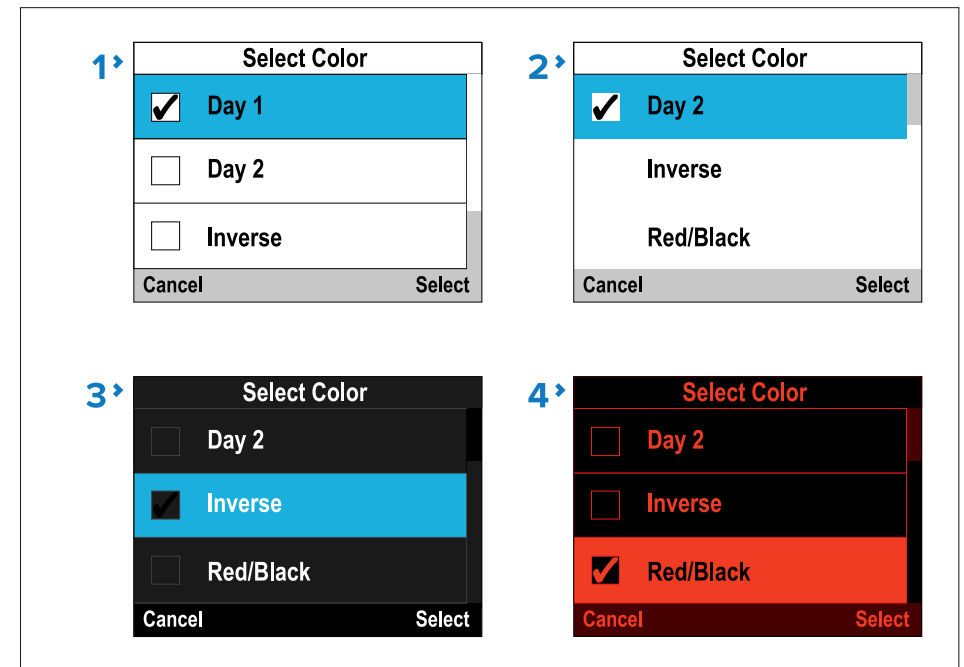 1 Select Color
Day 1
Day 2
Inverse
Cancel Select
2 Select Color
Day 2
Inverse
Red/Black
Cancel Select
3 Select Color
Day 2
Inverse
Red/Black
Cancel Select
4 Select Color
Day 2
Inverse
Red/Black
Cancel Select